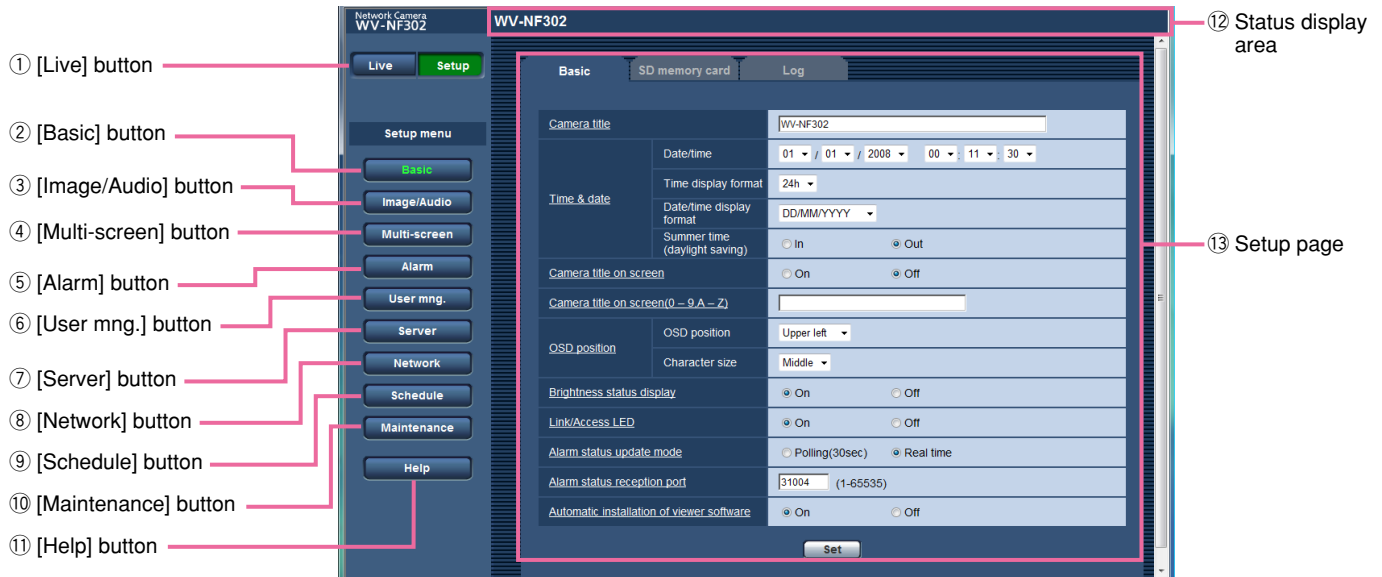 Network Camera
WV-NF302
WV-NF302
⑫ Status display
area
① [Live] button
Live
Setup
Basic
SD memory card
Log
② [Basic] button
③ [Image/Audio] button
④ [Multi-screen] button
⑤ [Alarm] button
⑥ [User mng.] button
⑦ [Server] button
⑧ [Network] button
⑨ [Schedule] button
⑩ [Maintenance] button
⑪ [Help] button
Setup menu
Basic
Image/Audio
Multi-screen
Alarm
User mng.
Server
Network
Schedule
Maintenance
Help
Camera title WV-NF302
Time & date
Date/time 01 / 01 / 2008 00 : 11 : 30
Time display format 24h
Date/time display
format DD/MM/YYYY
Summer time
(daylight saving) In Out
Camera title on screen On Off
Camera title on screen(0 – 9.A – Z)
OSD position
OSD position Upper left
Character size Middle
Brightness status display On Off
Link/Access LED On Off
Alarm status update mode Polling(30sec) Real time
Alarm status reception port 31004 (1-65535)
Automatic installation of viewer software On Off
Set
⑬ Setup page